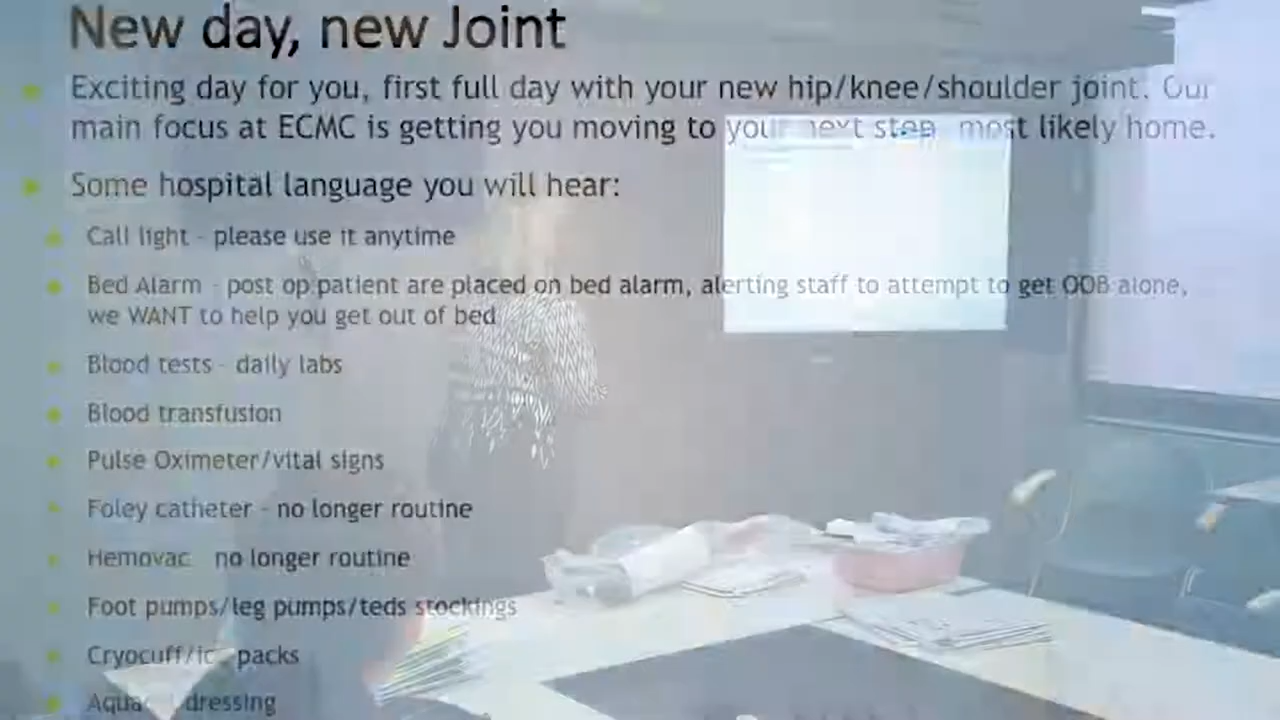 New day, new Joint
Exciting day for you, first full day with your new hip/knee/shoulder joint. Our
main focus at ECMC is getting you moving to your next step, most likely home.
Some hospital language you will hear:
Call light - please use it anytime
Bed Alarm - post op patient are placed on bed alarm, alerting staff to attempt to get OOB alone,
we WANT to help you get out of bed
Blood tests - daily labs
Blood transfusion
Pulse Oximeter/vital signs
Foley catheter - no longer routine
Hemovac no longer routine
Foot pumps/leg pumps/teds stockings
Cryocuff/ic packs
dressing